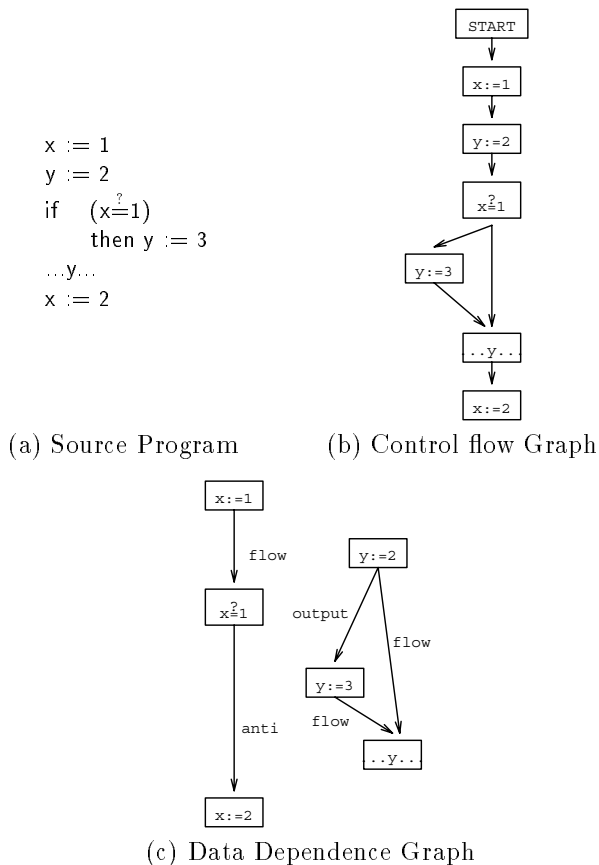 x := 1
y := 2
if (x≟1)
then y := 3
...y...
x := 2
(a) Source Program
START
x:=1
y:=2
x≟1
y:=3
...y...
x:=2
(b) Control flow Graph
x:=1
flow
x≟1
anti
x:=2
y:=2
output
flow
y:=3
flow
...y...
(c) Data Dependence Graph